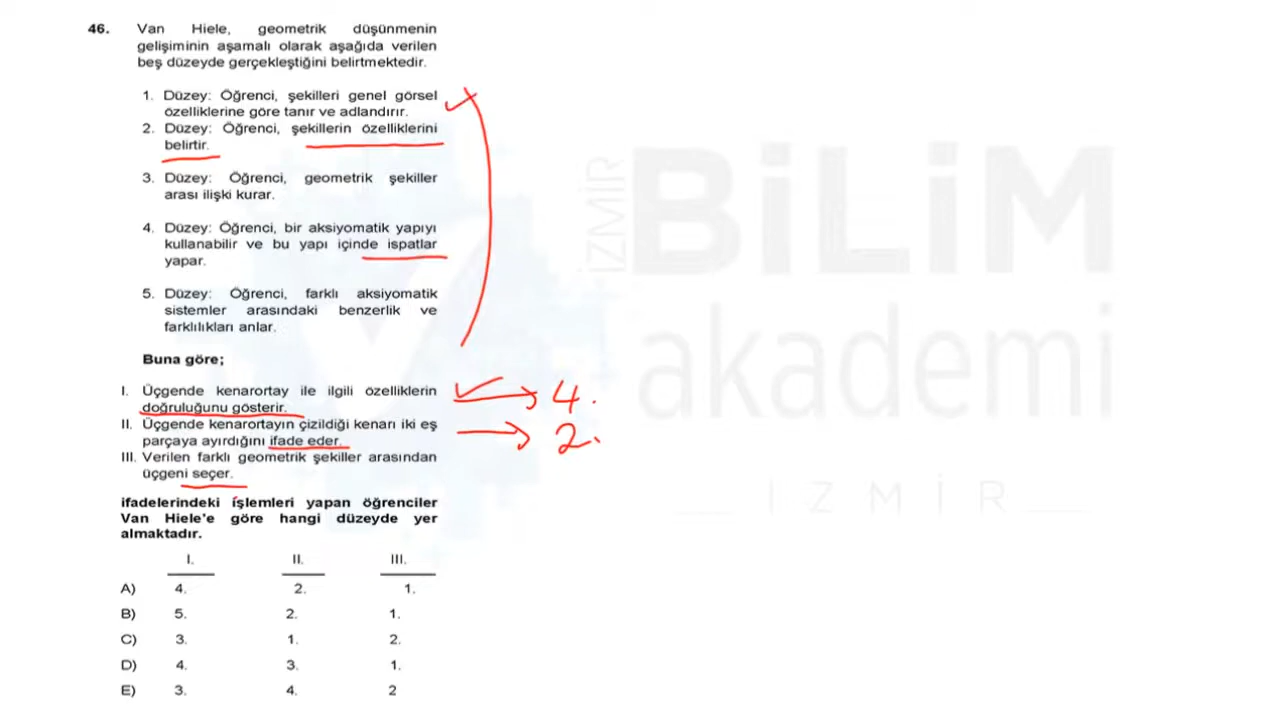 46. Van Hiele, geometrik düşünmenin
gelişiminin aşamalı olarak aşağıda verilen
beş düzeyde gerçekleştiğini belirtmektedir.
1. Düzey: Öğrenci, şekilleri genel görsel
özelliklerine göre tanır ve adlandırır.
2. Düzey: Öğrenci, şekillerin özelliklerini
belirtir.
3. Düzey: Öğrenci, geometrik şekiller
arası ilişki kurar.
4. Düzey: Öğrenci, bir aksiyomatik yapıyı
kullanabilir ve bu yapı içinde ispatlar
yapar.
5. Düzey: Öğrenci, farklı aksiyomatik
sistemler arasındaki benzerlik ve
farklılıkları anlar.
Buna göre;
I. Üçgende kenarortay ile ilgili özelliklerin
doğruluğunu gösterir. 4.
II. Üçgende kenarortayın çizildiği kenarı iki eş
parçaya ayırdığını ifade eder. 2.
III. Verilen farklı geometrik şekiller arasından
üçgeni seçer.
ifadelerindeki işlemleri yapan öğrenciler
Van Hiele'e göre hangi düzeyde yer
almaktadır.
I. II. III.
A) 4. 2. 1.
B) 5. 2. 1.
C) 3. 1. 2.
D) 4. 3. 1.
E) 3. 4. 2
İZMİR BİLİM
akademi
İZMİR